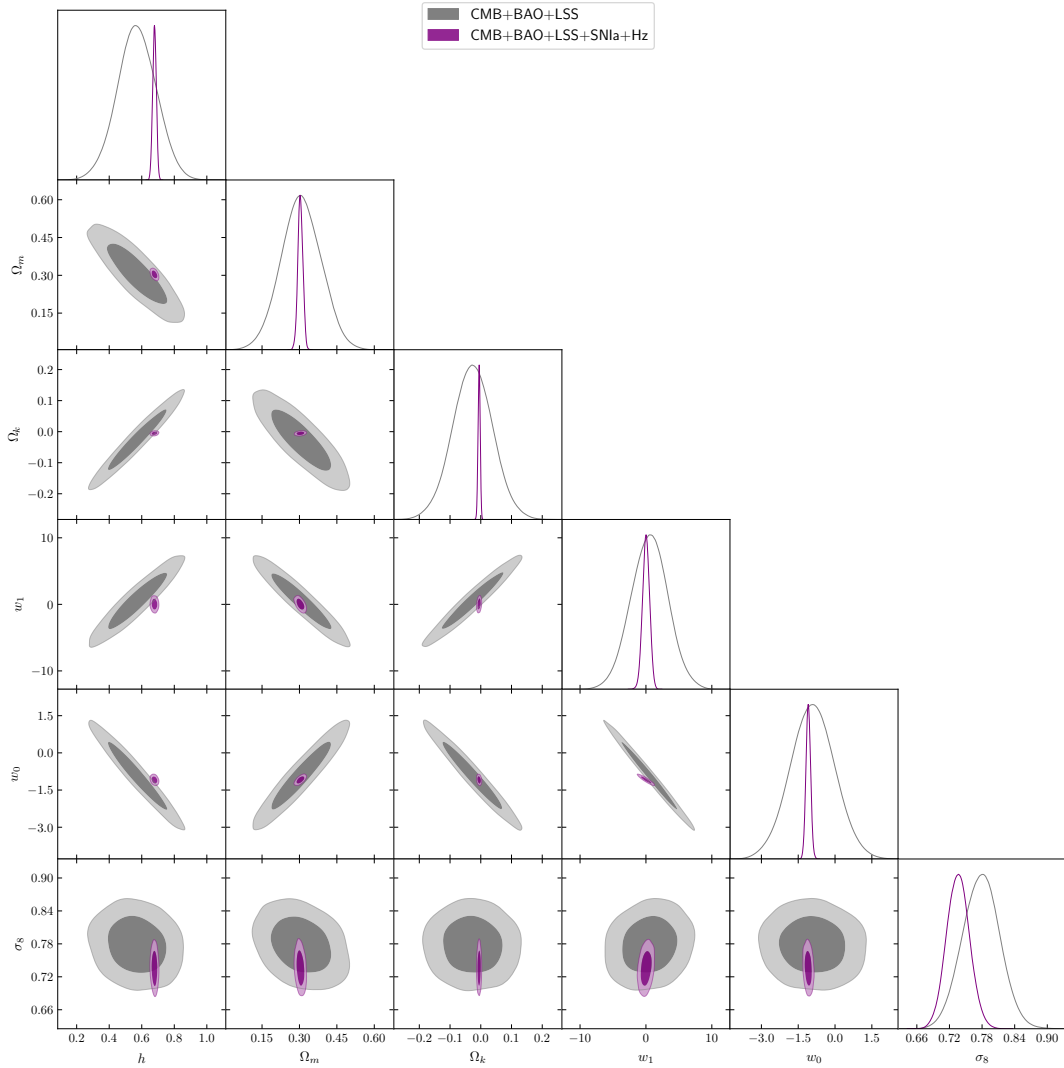 CMB+BAO+LSS
CMB+BAO+LSS+SNIa+Hz
0.60
0.45
0.30
0.15
Ω_m
0.2
0.1
0.0
−0.1
−0.2
Ω_k
10
0
−10
w_1
1.5
0.0
−1.5
−3.0
w_0
0.90
0.84
0.78
0.72
0.66
σ_8
0.2 0.4 0.6 0.8 1.0
0.15 0.30 0.45 0.60
−0.2 −0.1 0.0 0.1 0.2
−10 0 10
−3.0 −1.5 0.0 1.5
0.66 0.72 0.78 0.84 0.90
h
Ω_m
Ω_k
w_1
w_0
σ_8